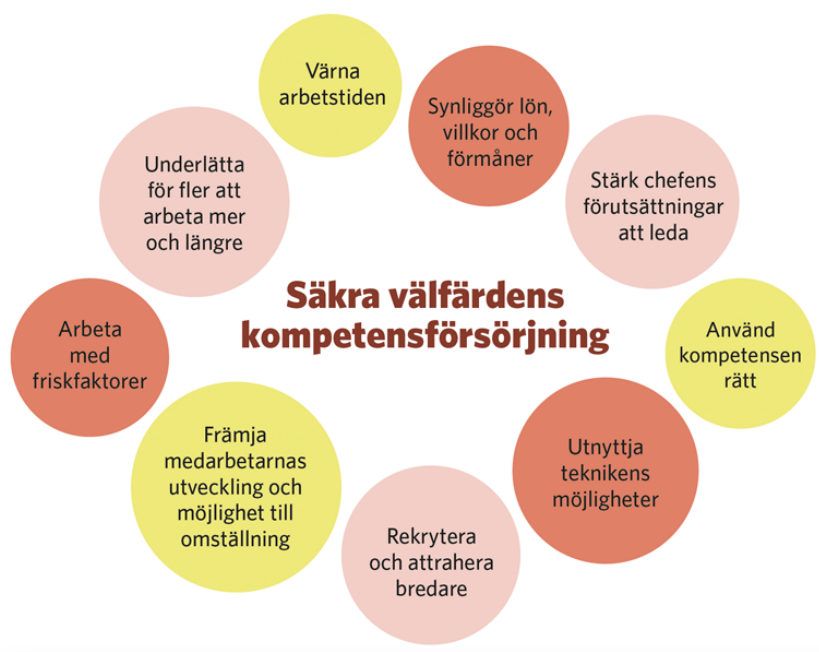 Värna
arbetstiden
Synliggör lön,
villkor och
förmåner
Stärk chefens
förutsättningar
att leda
Använd
kompetensen
rätt
Utnyttja
teknikens
möjligheter
Rekrytera
och attrahera
bredare
Främja
medarbetarnas
utveckling och
möjlighet till
omställning
Arbeta
med
friskfaktorer
Underlätta
för fler att
arbeta mer
och längre
Säkra välfärdens
kompetensförsörjning